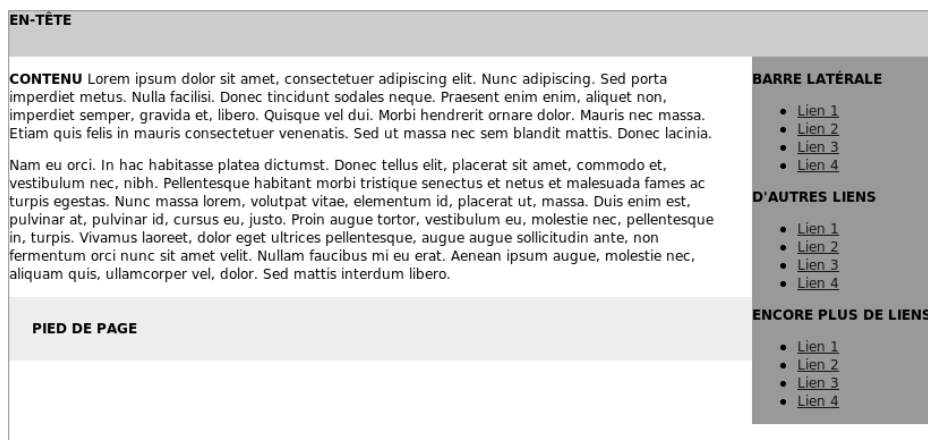 EN-TÊTE
CONTENU Lorem ipsum dolor sit amet, consectetuer adipiscing elit. Nunc adipiscing. Sed porta
imperdiet metus. Nulla facilisi. Donec tincidunt sodales neque. Praesent enim enim, aliquet non,
imperdiet semper, gravida et, libero. Quisque vel dui. Morbi hendrerit ornare dolor. Mauris nec massa.
Etiam quis felis in mauris consectetuer venenatis. Sed ut massa nec sem blandit mattis. Donec lacinia.
Nam eu orci. In hac habitasse platea dictumst. Donec tellus elit, placerat sit amet, commodo et,
vestibulum nec, nibh. Pellentesque habitant morbi tristique senectus et netus et malesuada fames ac
turpis egestas. Nunc massa lorem, volutpat vitae, elementum id, placerat ut, massa. Duis enim est,
pulvinar at, pulvinar id, cursus eu, justo. Proin augue tortor, vestibulum eu, molestie nec, pellentesque
in, turpis. Vivamus laoreet, dolor eget ultrices pellentesque, augue augue sollicitudin ante, non
fermentum orci nunc sit amet velit. Nullam faucibus mi eu erat. Aenean ipsum augue, molestie nec,
aliquam quis, ullamcorper vel, dolor. Sed mattis interdum libero.
PIED DE PAGE
BARRE LATÉRALE
Lien 1
Lien 2
Lien 3
Lien 4
D'AUTRES LIENS
Lien 1
Lien 2
Lien 3
Lien 4
ENCORE PLUS DE LIENS
Lien 1
Lien 2
Lien 3
Lien 4